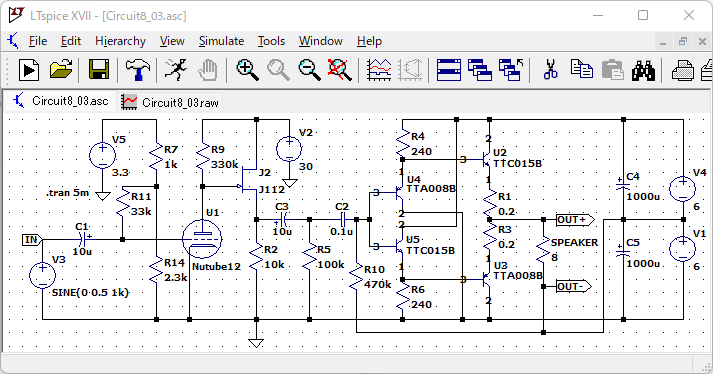 LTspice XVII - [Circuit8_03.asc]
File Edit Hierarchy View Simulate Tools Window Help
Circuit8_03.asc Circuit8_03.raw
V5
3.3
R7
1k
R9
330k
V2
30
J2
J112
.tran 5m
R11
33k
U1
Nutube12
C1
10u
IN
V3
SINE(0 0.5 1k)
R14
2.3k
C3
10u
C2
0.1u
R2
10k
R5
100k
R10
470k
R4
240
1
3
U4
TTA008B
2
2
3
U5
TTC015B
1
R6
240
2
3
U2
TTC015B
1
R1
0.2
R3
0.2
1
3
U3
TTA008B
2
OUT+
SPEAKER
8
OUT-
C4
1000u
C5
1000u
V4
6
V1
6